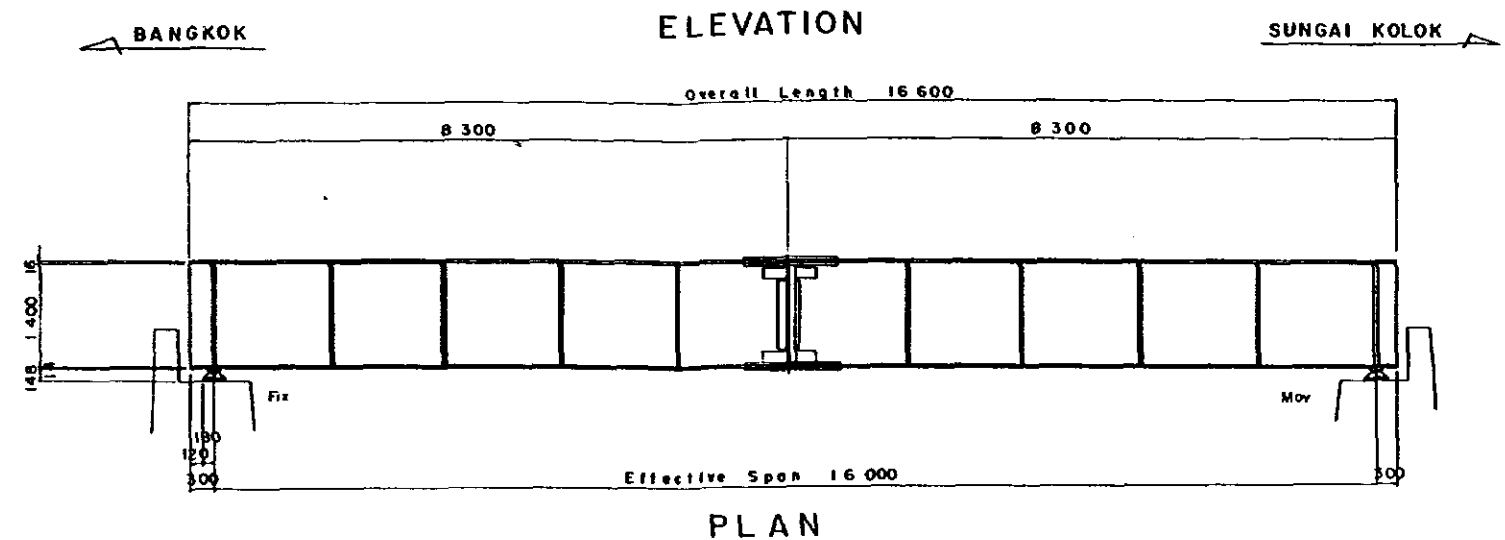 ELEVATION
BANGKOK
SUNGAI KOLOK
Overall Length 16 600
8 300
8 300
16
1 400
148
Fix
Mov
180
120
300
Effective Span 16 000
300
PLAN